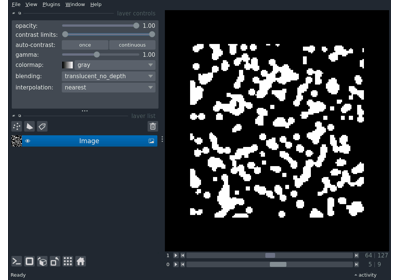 File View Plugins Window Help
layer controls
opacity: 1.00
contrast limits:
auto-contrast: once continuous
gamma: 1.00
colormap: gray
blending: translucent_no_depth
interpolation: nearest
layer list
Image
1 64 127
0 5 9
Ready activity